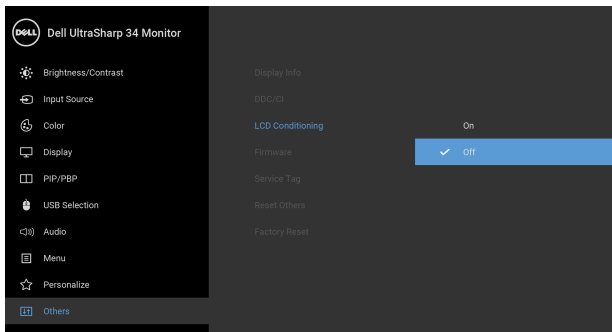 DELL
Dell UltraSharp 34 Monitor
Brightness/Contrast
Display Info
Input Source
DDC/CI
Color
LCD Conditioning
On
Display
Firmware
Off
PIP/PBP
Service Tag
USB Selection
Reset Others
Audio
Factory Reset
Menu
Personalize
Others